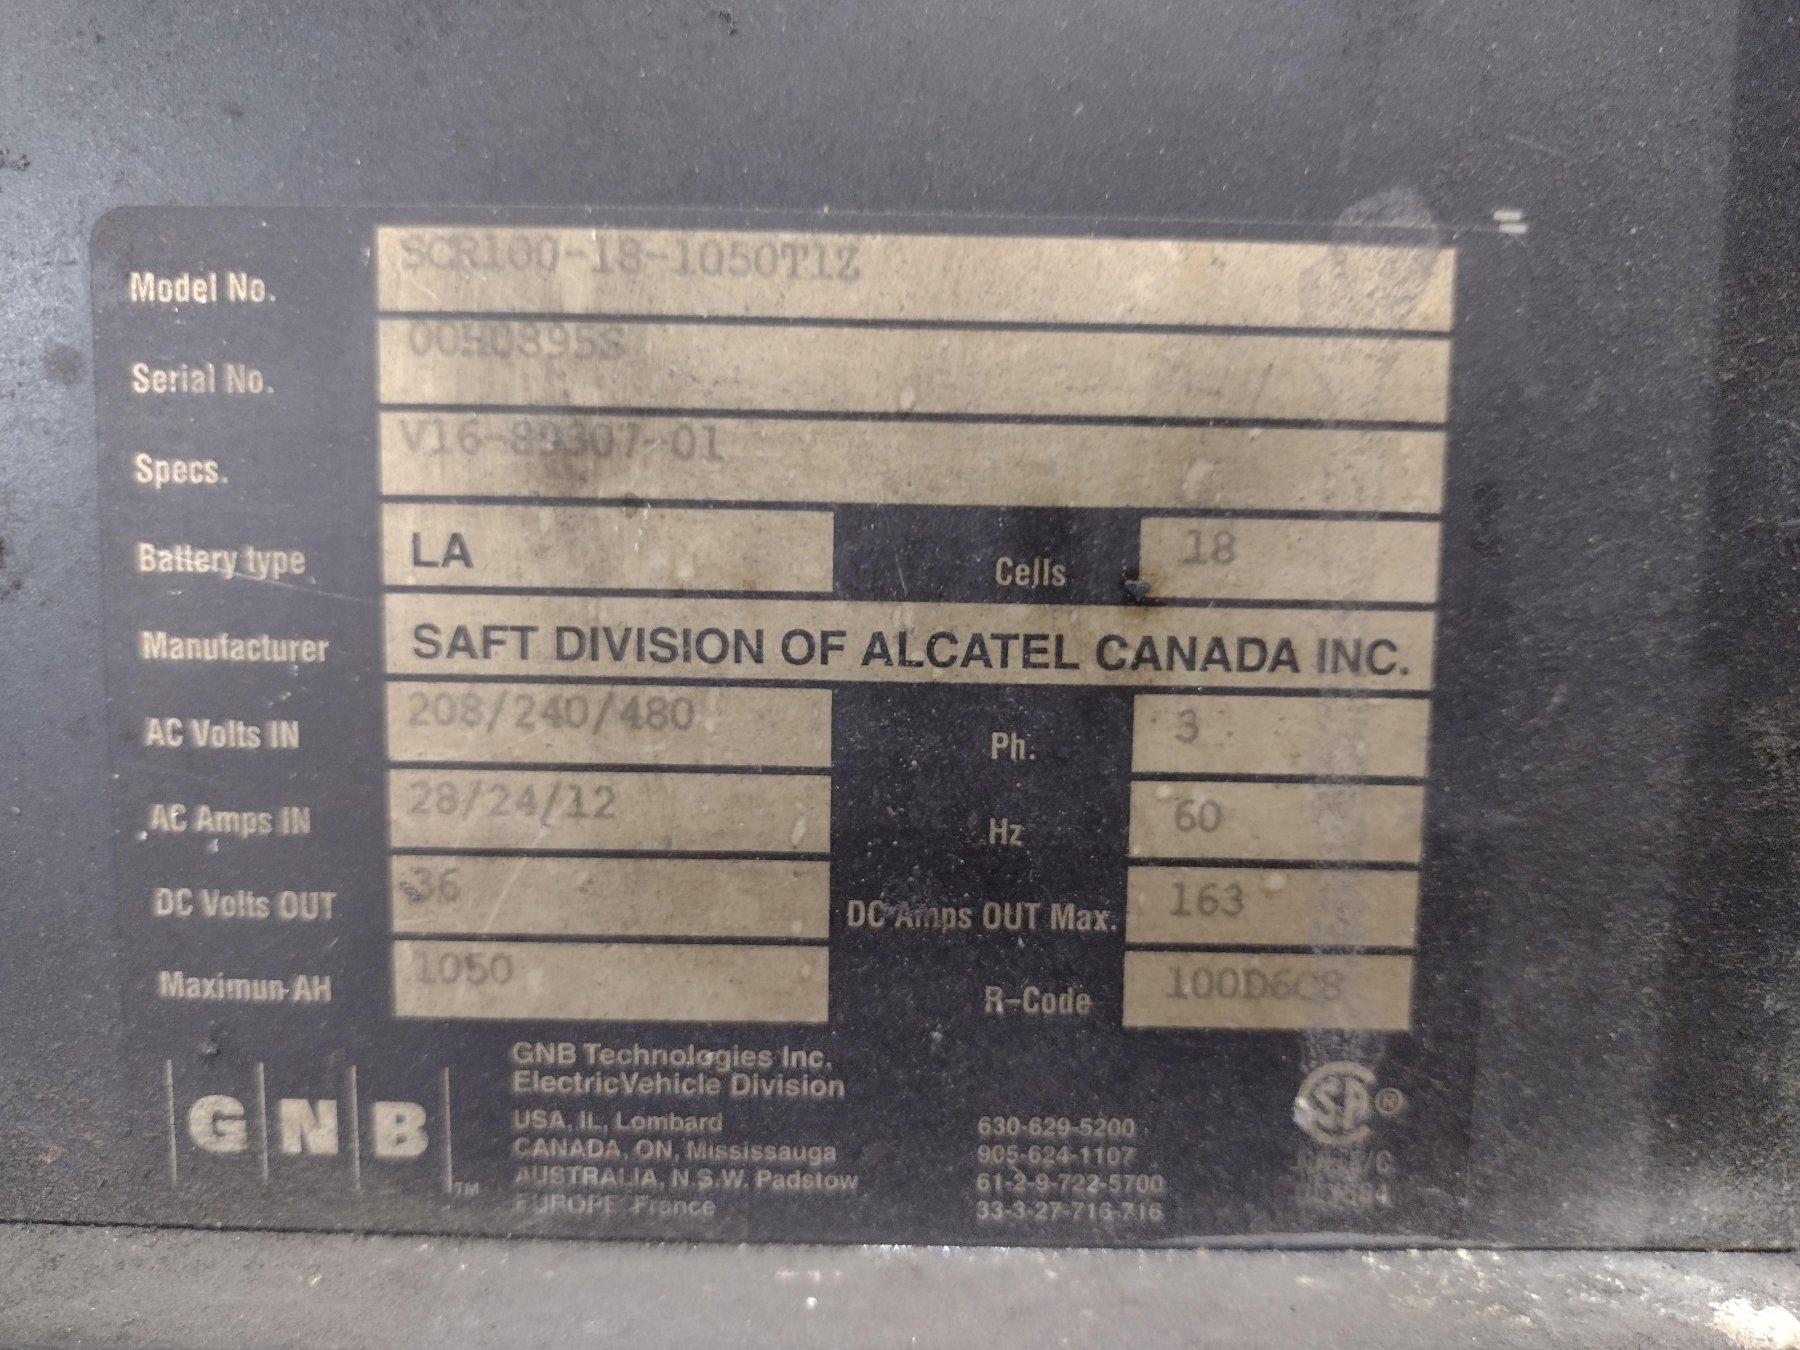 Model No. SCR100-18-1050T1Z
Serial No. 00H0895S
Specs. V16-89307-01
Battery type LA Cells 18
Manufacturer SAFT DIVISION OF ALCATEL CANADA INC.
AC Volts IN 208/240/480 Ph. 3
AC Amps IN 28/24/12 Hz 60
DC Volts OUT 36 DC Amps OUT Max. 163
Maximun AH 1050 R-Code 100D6C8
GNB TM
GNB Technologies Inc.
ElectricVehicle Division
USA, IL, Lombard 630-629-5200
CANADA, ON, Mississauga 905-624-1107
AUSTRALIA, N.S.W. Padstow 61-2-9-722-5700
EUROPE France 33-3-27-716-716
SA ®